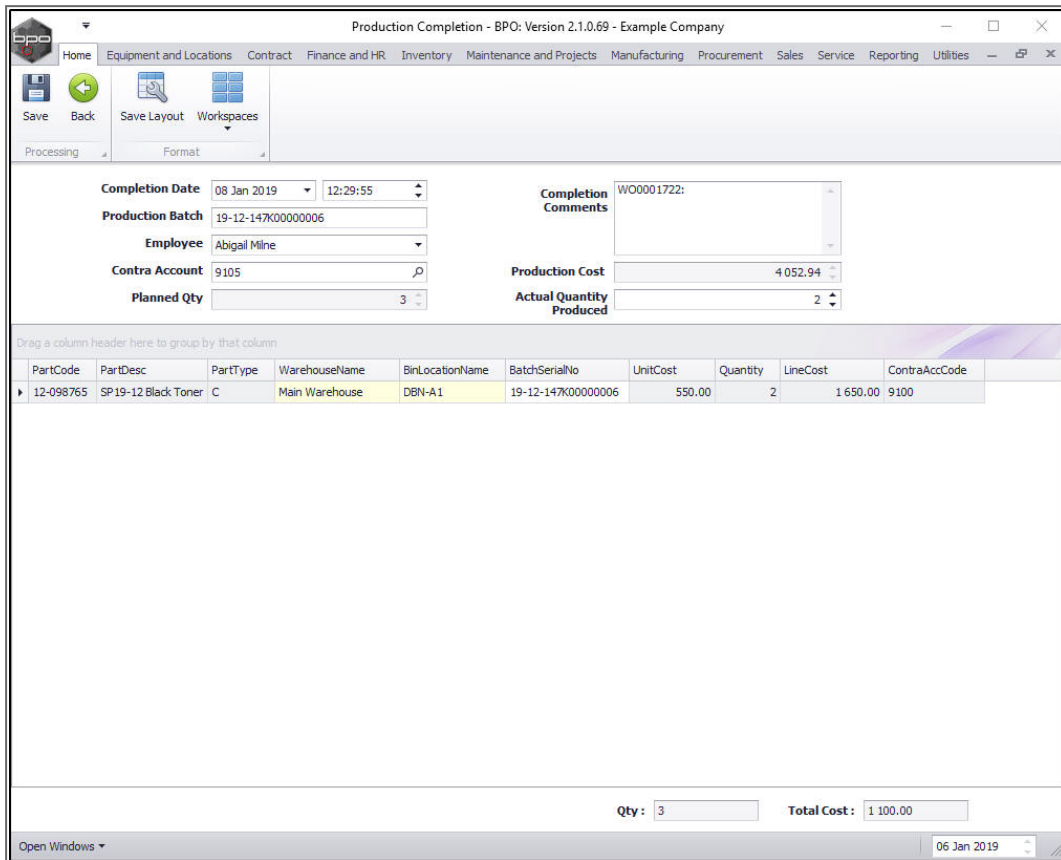 Production Completion - BPO: Version 2.1.0.69 - Example Company
bpo
Home Equipment and Locations Contract Finance and HR Inventory Maintenance and Projects Manufacturing Procurement Sales Service Reporting Utilities
Save Back Save Layout Workspaces
Processing Format
Completion Date 08 Jan 2019 12:29:55 Completion Comments WO0001722:
Production Batch 19-12-147K00000006
Employee Abigail Milne
Contra Account 9105 Production Cost 4 052.94
Planned Qty 3 Actual Quantity Produced 2
Drag a column header here to group by that column
PartCode PartDesc PartType WarehouseName BinLocationName BatchSerialNo UnitCost Quantity LineCost ContraAccCode
12-098765 SP19-12 Black Toner C Main Warehouse DBN-A1 19-12-147K00000006 550.00 2 1 650.00 9100
Qty : 3 Total Cost : 1 100.00
Open Windows 06 Jan 2019